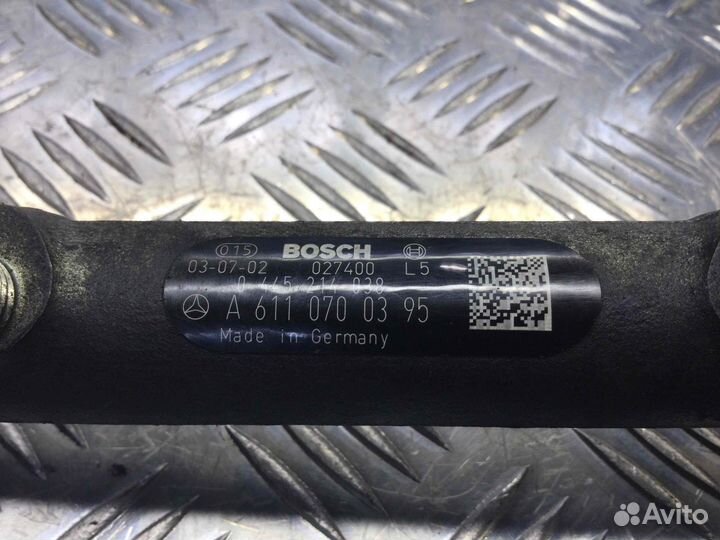 015 BOSCH
03-07-02 027400 L5
0 445 214 038
A 611 070 03 95
Made in Germany
Avito